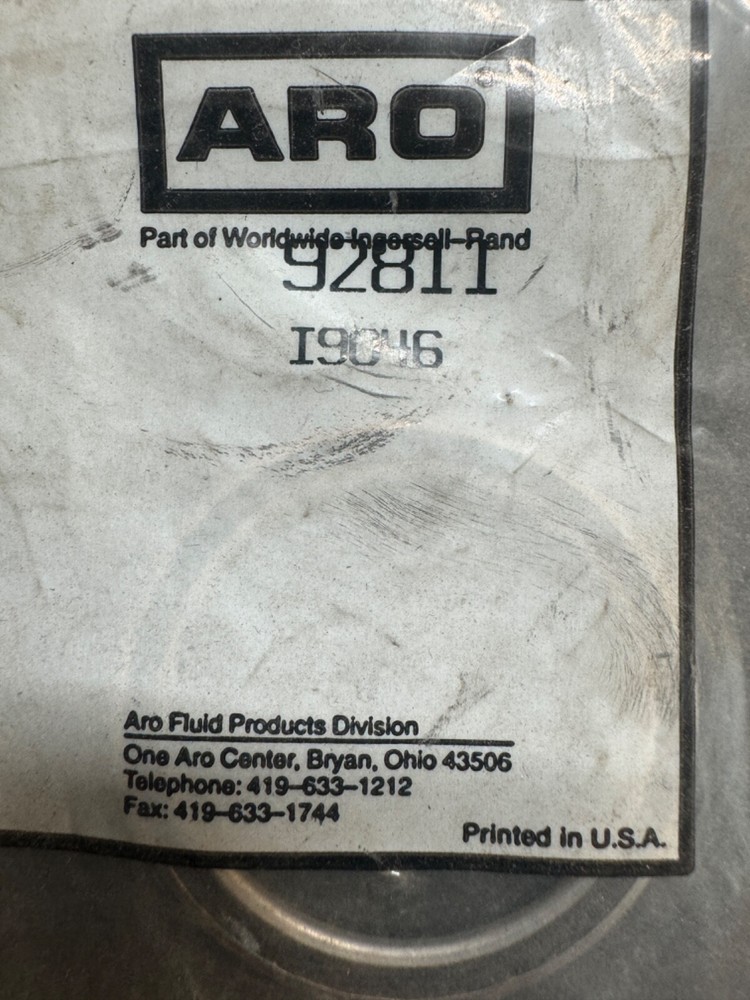 ARO
Part of Worldwide Ingersoll–Rand
92811
I9046
Aro Fluid Products Division
One Aro Center, Bryan, Ohio 43506
Telephone: 419–633–1212
Fax: 419–633–1744
Printed in U.S.A.